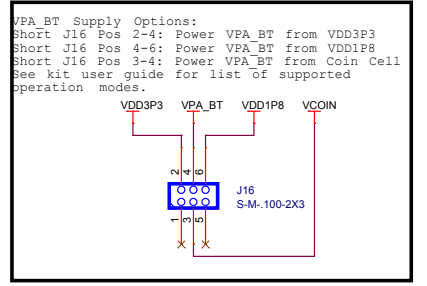 VPA_BT Supply Options:
Short J16 Pos 2-4: Power VPA_BT from VDD3P3
Short J16 Pos 4-6: Power VPA_BT from VDD1P8
Short J16 Pos 3-4: Power VPA_BT from Coin Cell
See kit user guide for list of supported
operation modes.
VDD3P3 VPA_BT VDD1P8 VCOIN
2 4 6
J16
S-M-.100-2X3
1 3 5